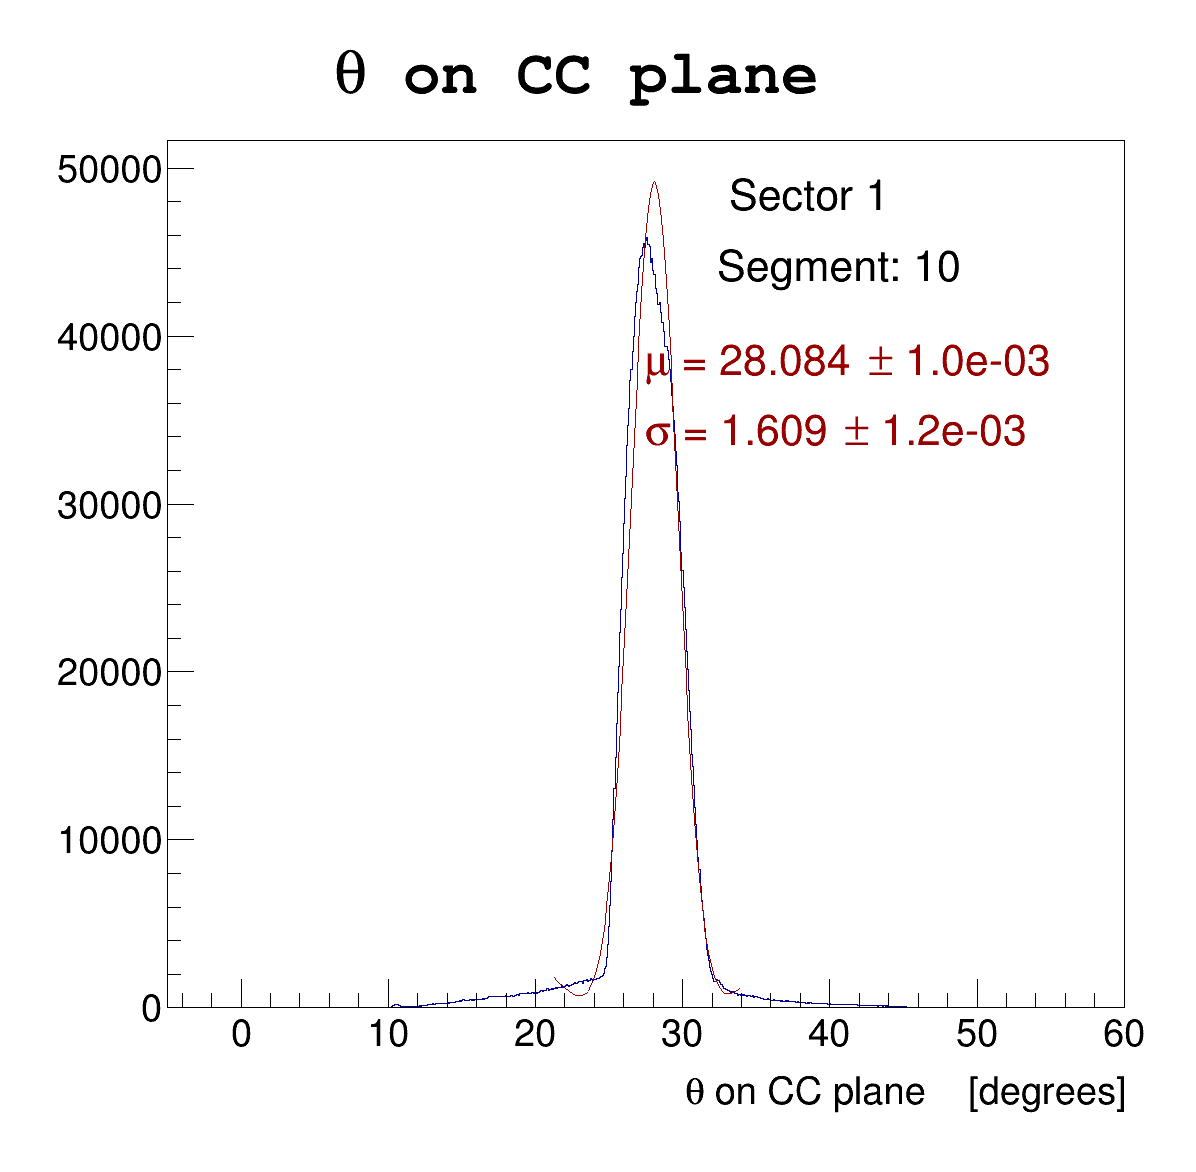 θ on CC plane
Sector 1
Segment: 10
μ = 28.084 ± 1.0e-03
σ = 1.609 ± 1.2e-03
50000
40000
30000
20000
10000
0
0 10 20 30 40 50 60
θ on CC plane [degrees]